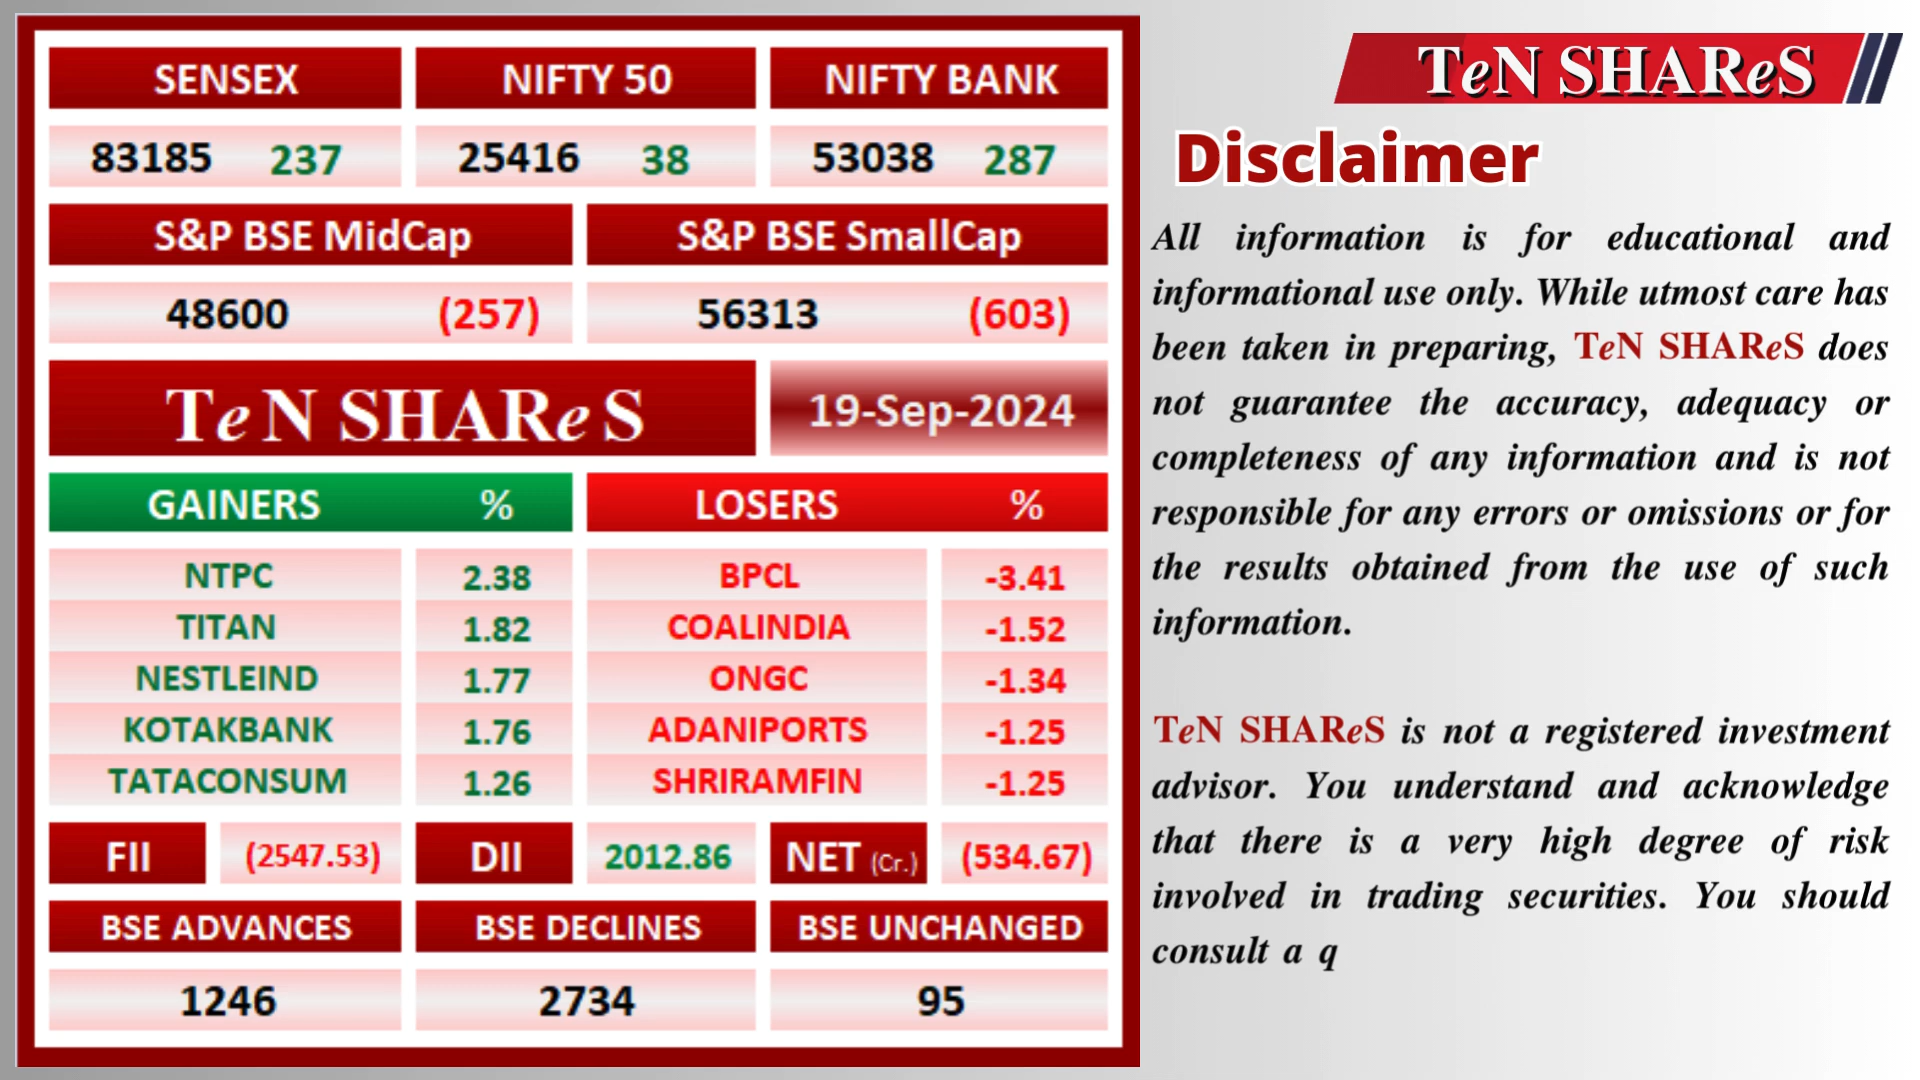 SENSEX NIFTY 50 NIFTY BANK
83185 237 25416 38 53038 287
S&P BSE MidCap S&P BSE SmallCap
48600 (257) 56313 (603)
TeN SHAReS 19-Sep-2024
GAINERS % LOSERS %
NTPC 2.38 BPCL -3.41
TITAN 1.82 COALINDIA -1.52
NESTLEIND 1.77 ONGC -1.34
KOTAKBANK 1.76 ADANIPORTS -1.25
TATACONSUM 1.26 SHRIRAMFIN -1.25
FII (2547.53) DII 2012.86 NET (Cr.) (534.67)
BSE ADVANCES BSE DECLINES BSE UNCHANGED
1246 2734 95
TeN SHAReS
Disclaimer
All information is for educational and
informational use only. While utmost care has
been taken in preparing, TeN SHAReS does
not guarantee the accuracy, adequacy or
completeness of any information and is not
responsible for any errors or omissions or for
the results obtained from the use of such
information.
TeN SHAReS is not a registered investment
advisor. You understand and acknowledge
that there is a very high degree of risk
involved in trading securities. You should
consult a q